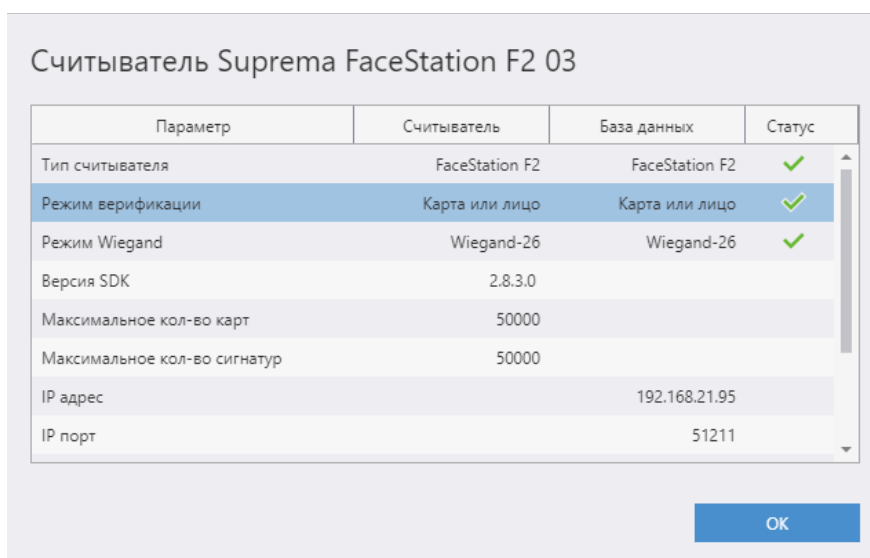 Считыватель Suprema FaceStation F2 03
Параметр Считыватель База данных Статус
Тип считывателя FaceStation F2 FaceStation F2
Режим верификации Карта или лицо Карта или лицо
Режим Wiegand Wiegand-26 Wiegand-26
Версия SDK 2.8.3.0
Максимальное кол-во карт 50000
Максимальное кол-во сигнатур 50000
IP адрес 192.168.21.95
IP порт 51211
OK